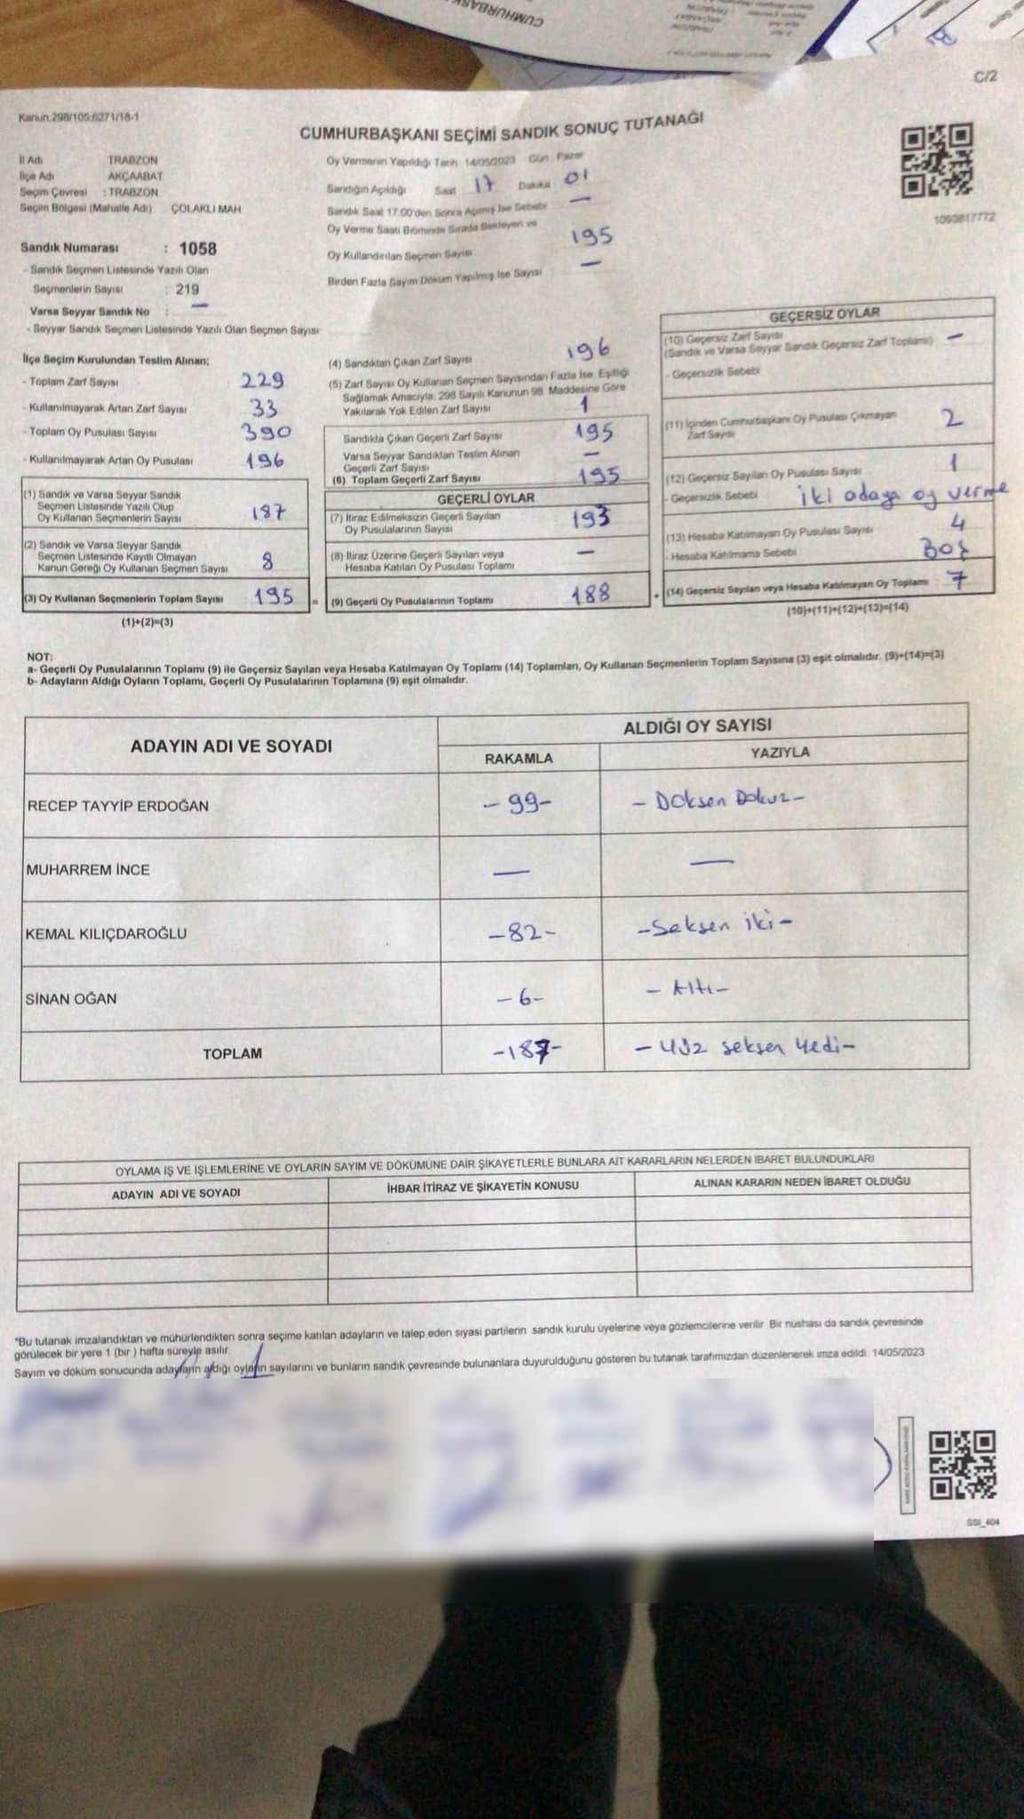 CUMHURBAŞK
C/2
Kanun:298/105:6271/18-1
CUMHURBAŞKANI SEÇİMİ SANDIK SONUÇ TUTANAĞI
İl Adı TRABZON
İlçe Adı AKÇAABAT
Seçim Çevresi : TRABZON
Seçim Bölgesi (Mahalle Adı) ÇOLAKLI MAH
Sandık Numarası : 1058
- Sandık Seçmen Listesinde Yazılı Olan
Seçmenlerin Sayısı : 219
Varsa Seyyar Sandık No : —
- Seyyar Sandık Seçmen Listesinde Yazılı Olan Seçmen Sayısı
Oy Vermenin Yapıldığı Tarih 14/05/2023 Gün : Pazar
Sandığın Açıldığı Saat 17 Dakika 01
Sandık Saat 17.00'den Sonra Açılmış İse Sebebi —
Oy Verme Saati Bitiminde Sırada Bekleyen ve
Oy Kullandırılan Seçmen Sayısı 195
Birden Fazla Sayım Döküm Yapılmış İse Sayısı —
1090817772
İlçe Seçim Kurulundan Teslim Alınan;
- Toplam Zarf Sayısı 229
- Kullanılmayarak Artan Zarf Sayısı 33
- Toplam Oy Pusulası Sayısı 390
- Kullanılmayarak Artan Oy Pusulası 196
(1) Sandık ve Varsa Seyyar Sandık
Seçmen Listesinde Yazılı Olup
Oy Kullanan Seçmenlerin Sayısı 187
(2) Sandık ve Varsa Seyyar Sandık
Seçmen Listesinde Kayıtlı Olmayan
Kanun Gereği Oy Kullanan Seçmen Sayısı 8
(3) Oy Kullanan Seçmenlerin Toplam Sayısı 195 =
(1)+(2)=(3)
(4) Sandıktan Çıkan Zarf Sayısı 196
(5) Zarf Sayısı Oy Kullanan Seçmen Sayısından Fazla İse, Eşitliği
Sağlamak Amacıyla; 298 Sayılı Kanunun 98. Maddesine Göre
Yakılarak Yok Edilen Zarf Sayısı 1
Sandıkta Çıkan Geçerli Zarf Sayısı 195
Varsa Seyyar Sandıktan Teslim Alınan
Geçerli Zarf Sayısı —
(6) Toplam Geçerli Zarf Sayısı 195
GEÇERLİ OYLAR
(7) İtiraz Edilmeksizin Geçerli Sayılan
Oy Pusulalarının Sayısı 193
(8) İtiraz Üzerine Geçerli Sayılan veya
Hesaba Katılan Oy Pusulası Toplamı —
(9) Geçerli Oy Pusulalarının Toplamı 188 +
GEÇERSİZ OYLAR
(10) Geçersiz Zarf Sayısı
(Sandık ve Varsa Seyyar Sandık Geçersiz Zarf Toplamı) —
- Geçersizlik Sebebi
(11) İçinden Cumhurbaşkanı Oy Pusulası Çıkmayan
Zarf Sayısı 2
(12) Geçersiz Sayılan Oy Pusulası Sayısı 1
- Geçersizlik Sebebi iki adaya oy verme
(13) Hesaba Katılmayan Oy Pusulası Sayısı 4
- Hesaba Katılmama Sebebi Boş
(14) Geçersiz Sayılan veya Hesaba Katılmayan Oy Toplamı 7
(10)+(11)+(12)+(13)=(14)
NOT:
a- Geçerli Oy Pusulalarının Toplamı (9) ile Geçersiz Sayılan veya Hesaba Katılmayan Oy Toplamı (14) Toplamları, Oy Kullanan Seçmenlerin Toplam Sayısına (3) eşit olmalıdır. (9)+(14)=(3)
b- Adayların Aldığı Oyların Toplamı, Geçerli Oy Pusulalarının Toplamına (9) eşit olmalıdır.
ADAYIN ADI VE SOYADI ALDIĞI OY SAYISI
RAKAMLA YAZIYLA
RECEP TAYYİP ERDOĞAN -99- - Doksan Dokuz -
MUHARREM İNCE — —
KEMAL KILIÇDAROĞLU -82- -Seksen iki-
SİNAN OĞAN -6- - Altı -
TOPLAM -187- - Yüz seksen Yedi-
OYLAMA İŞ VE İŞLEMLERİNE VE OYLARIN SAYIM VE DÖKÜMÜNE DAİR ŞİKAYETLERLE BUNLARA AİT KARARLARIN NELERDEN İBARET BULUNDUKLARI
ADAYIN ADI VE SOYADI İHBAR İTİRAZ VE ŞİKAYETİN KONUSU ALINAN KARARIN NEDEN İBARET OLDUĞU
*Bu tutanak imzalandıktan ve mühürlendikten sonra seçime katılan adayların ve talep eden siyasi partilerin sandık kurulu üyelerine veya gözlemcilerine verilir. Bir nüshası da sandık çevresinde
görülecek bir yere 1 (bir ) hafta süreyle asılır.
Sayım ve döküm sonucunda adayların aldığı oyların sayılarını ve bunların sandık çevresinde bulunanlara duyurulduğunu gösteren bu tutanak tarafımızdan düzenlenerek imza edildi. 14/05/2023
SSI_404